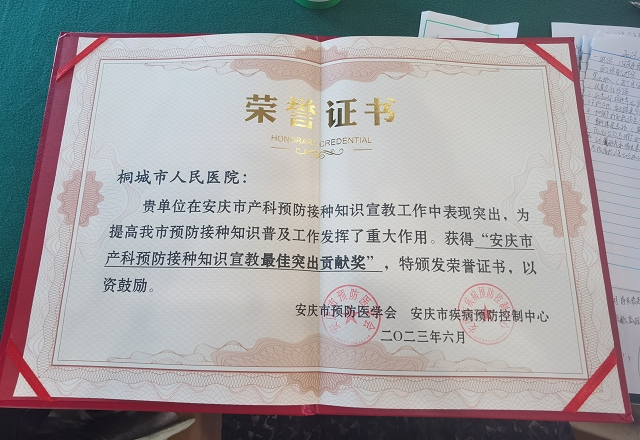 荣誉证书
HONORARY CREDENTIAL
桐城市人民医院：
贵单位在安庆市产科预防接种知识宣教工作中表现突出，为
提高我市预防接种知识普及工作发挥了重大作用。获得“安庆市
产科预防接种知识宣教最佳突出贡献奖”，特颁发荣誉证书，以
资鼓励。
安庆市预防医学会 安庆市疾病预防控制中心
二〇二三年六月